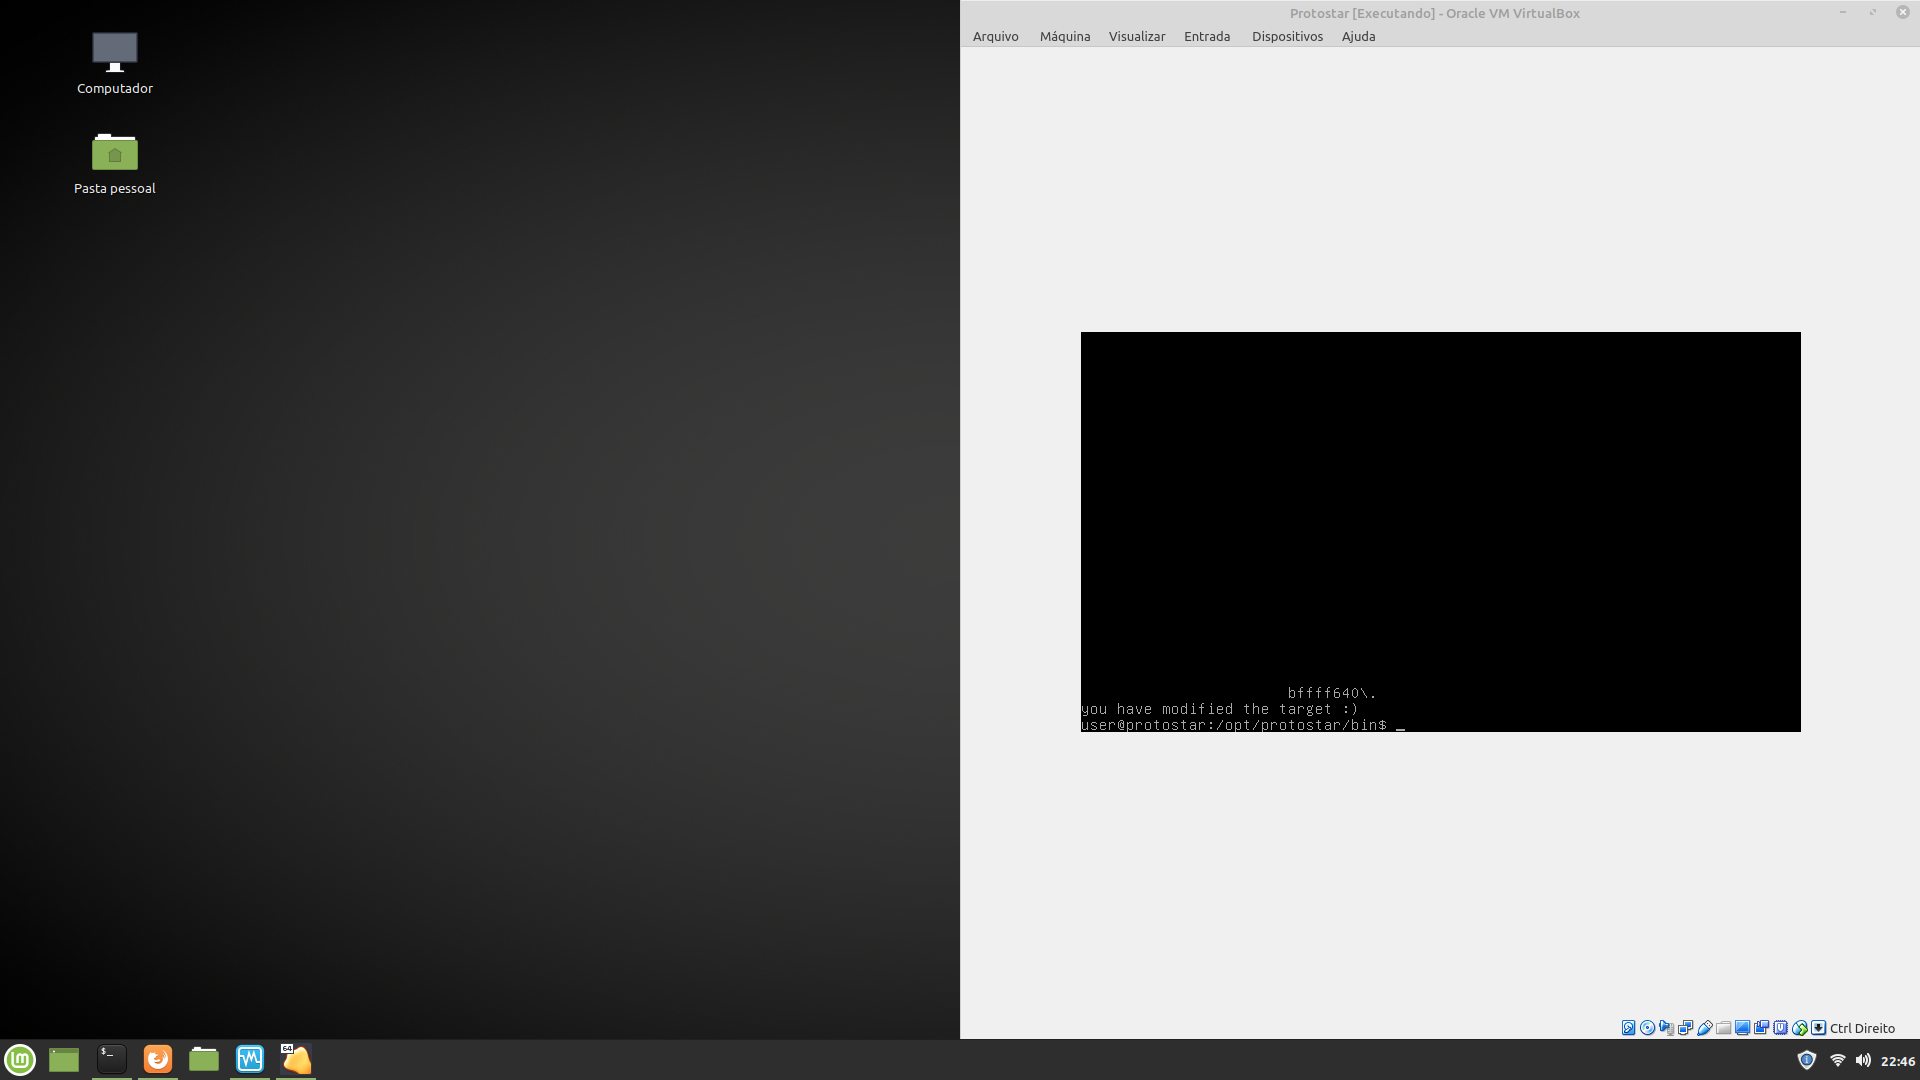 Computador
Pasta pessoal
Protostar [Executando] - Oracle VM VirtualBox
Arquivo Máquina Visualizar Entrada Dispositivos Ajuda
bffff640\.
you have modified the target :)
user@protostar:/opt/protostar/bin$ _
Ctrl Direito
$_
64
22:46